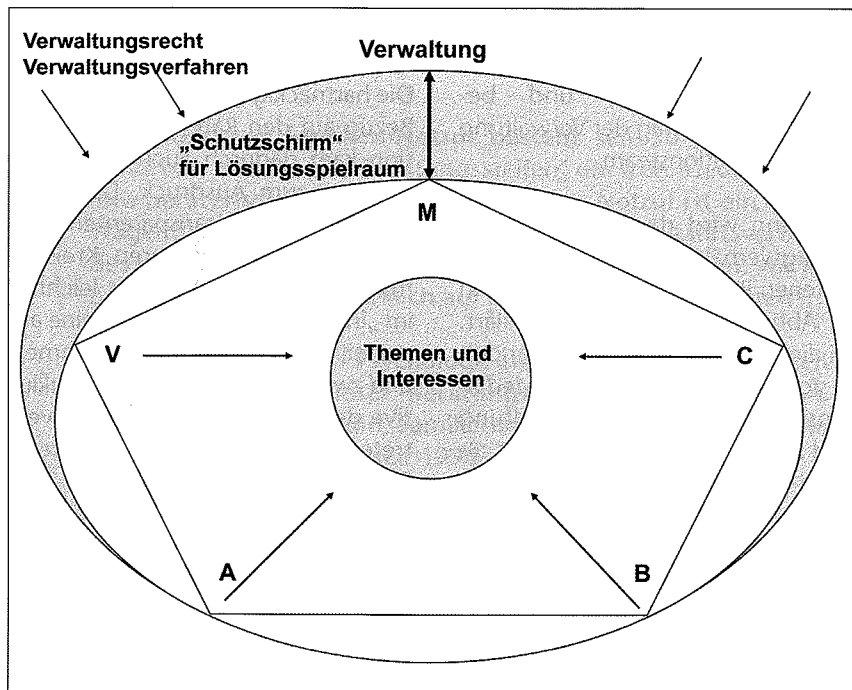 Verwaltungsrecht
Verwaltungsverfahren
Verwaltung
„Schutzschirm“
für Lösungsspielraum
M
V
Themen und
Interessen
C
A
B